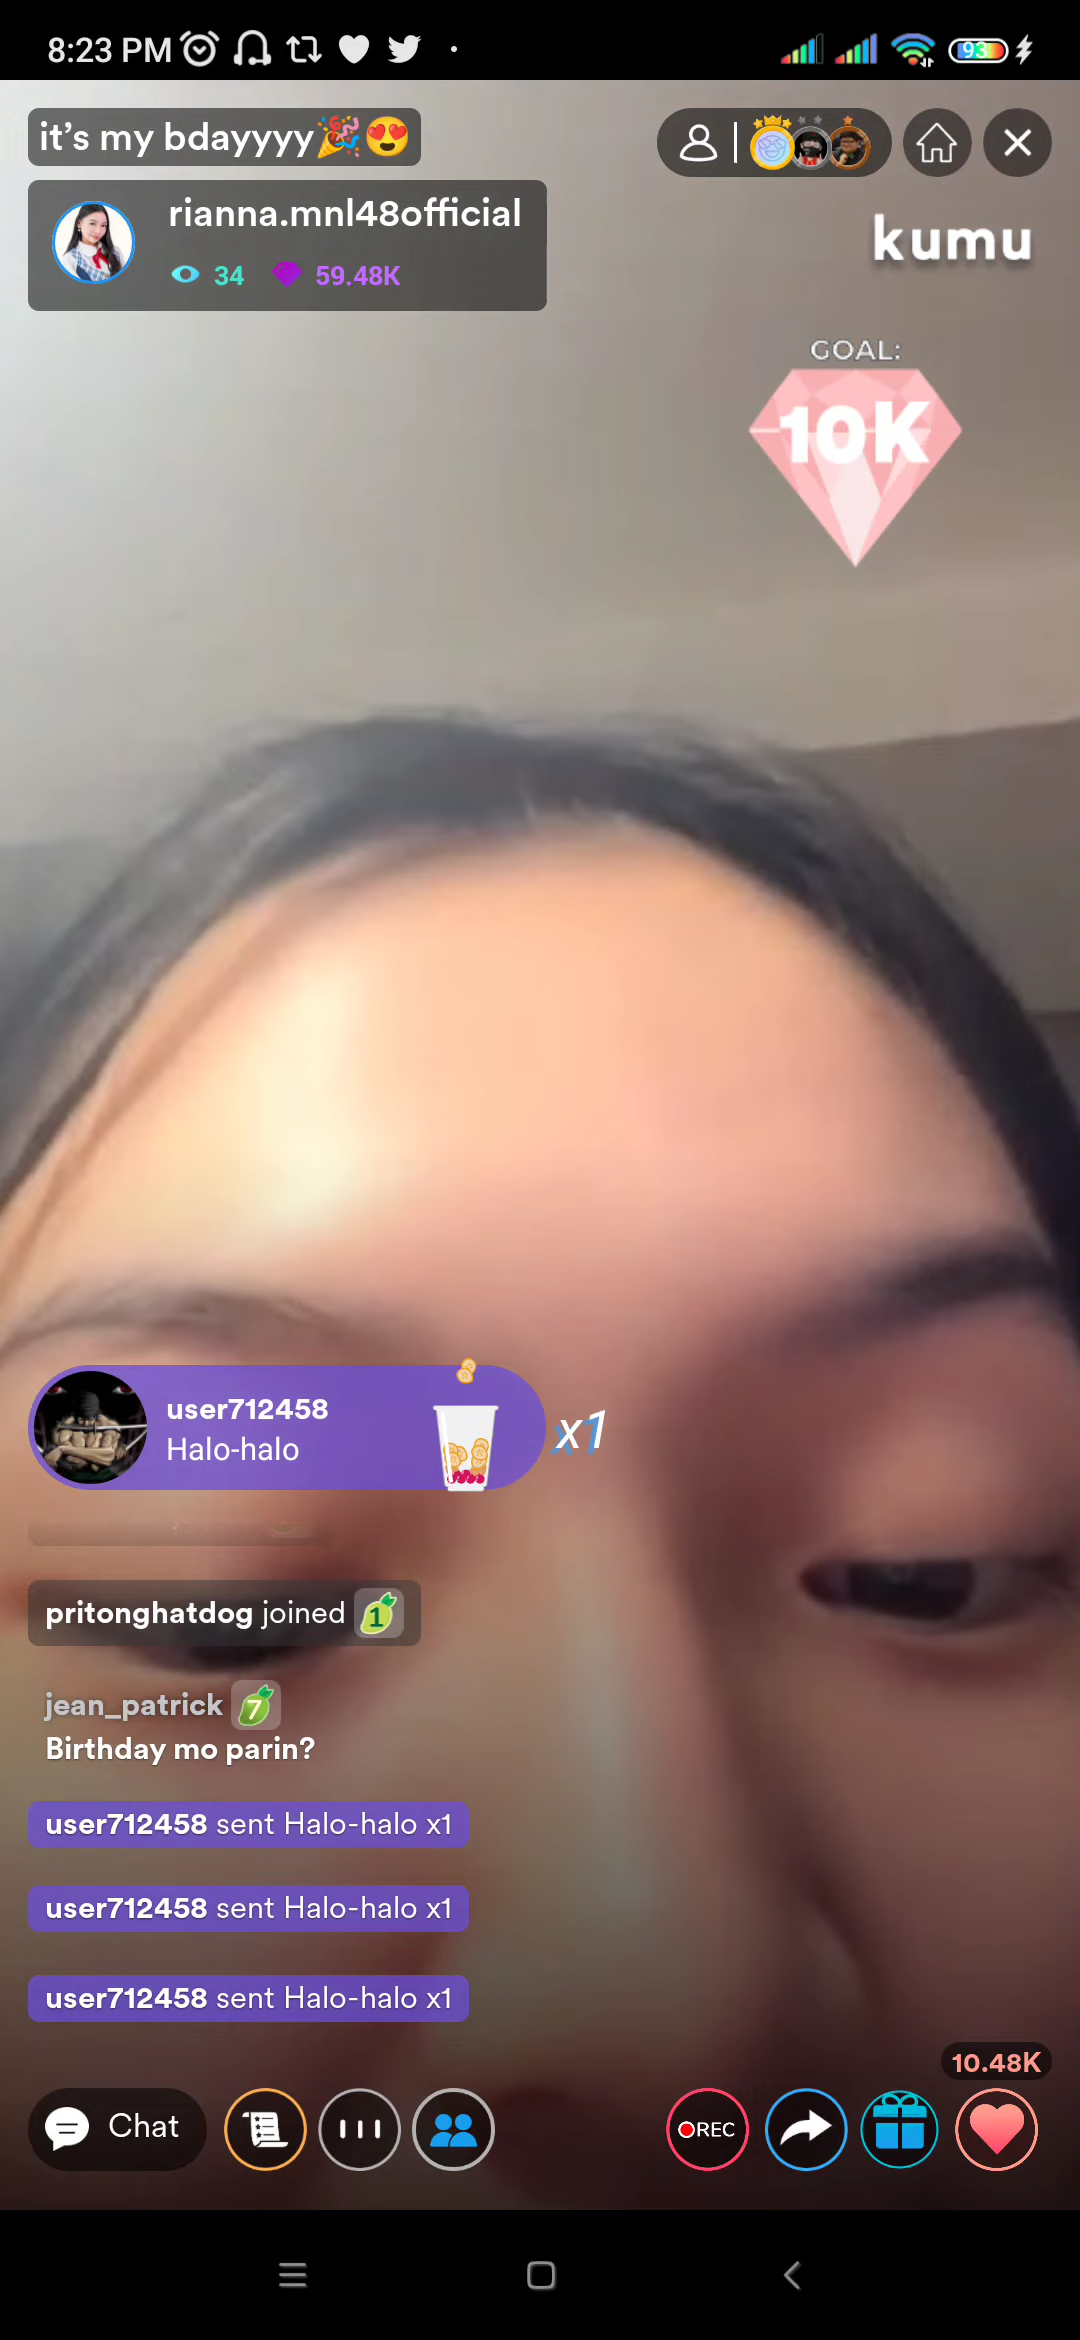 8:23 PM
93
it's my bdayyyy🎉😍
rianna.mnl48official
34 59.48K
kumu
GOAL:
10K
user712458
Halo-halo
x1
pritonghatdog joined 1
jean_patrick 7
Birthday mo parin?
user712458 sent Halo-halo x1
user712458 sent Halo-halo x1
user712458 sent Halo-halo x1
10.48K
Chat
REC